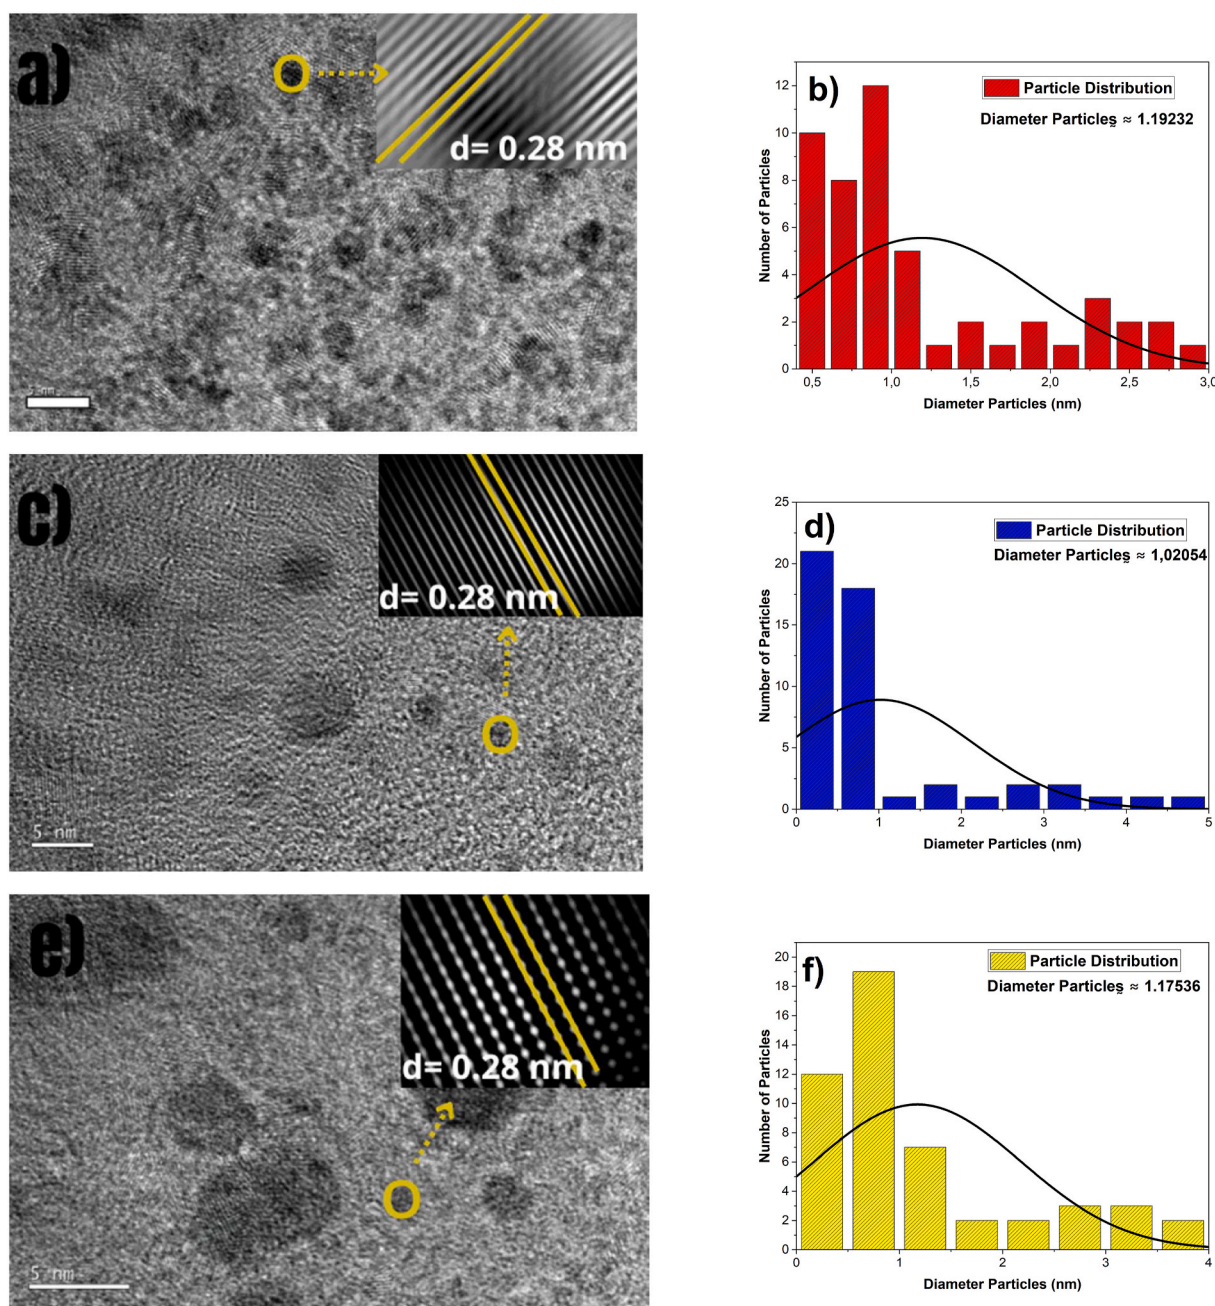 a)
d= 0.28 nm
5 nm
b)
Particle Distribution
Diameter Particles ≈ 1.19232
Number of Particles
12
10
8
6
4
2
0
0,5 1,0 1,5 2,0 2,5 3,0
Diameter Particles (nm)
c)
d= 0.28 nm
5 nm
d)
Particle Distribution
Diameter Particles ≈ 1,02054
Number of Particles
25
20
15
10
5
0
0 1 2 3 4 5
Diameter Particles (nm)
e)
d= 0.28 nm
5 nm
f)
Particle Distribution
Diameter Particles ≈ 1.17536
Number of Particles
20
18
16
14
12
10
8
6
4
2
0
0 1 2 3 4
Diameter Particles (nm)